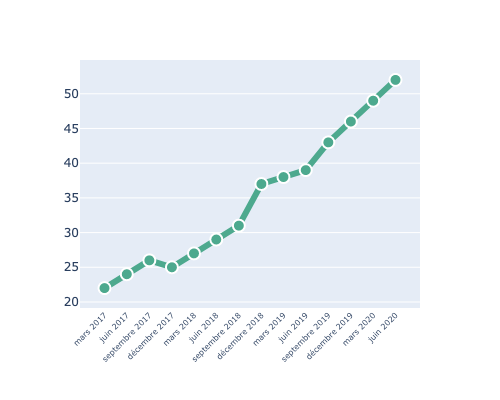 50
45
40
35
30
25
20
mars 2017
juin 2017
septembre 2017
décembre 2017
mars 2018
juin 2018
septembre 2018
décembre 2018
mars 2019
juin 2019
septembre 2019
décembre 2019
mars 2020
juin 2020